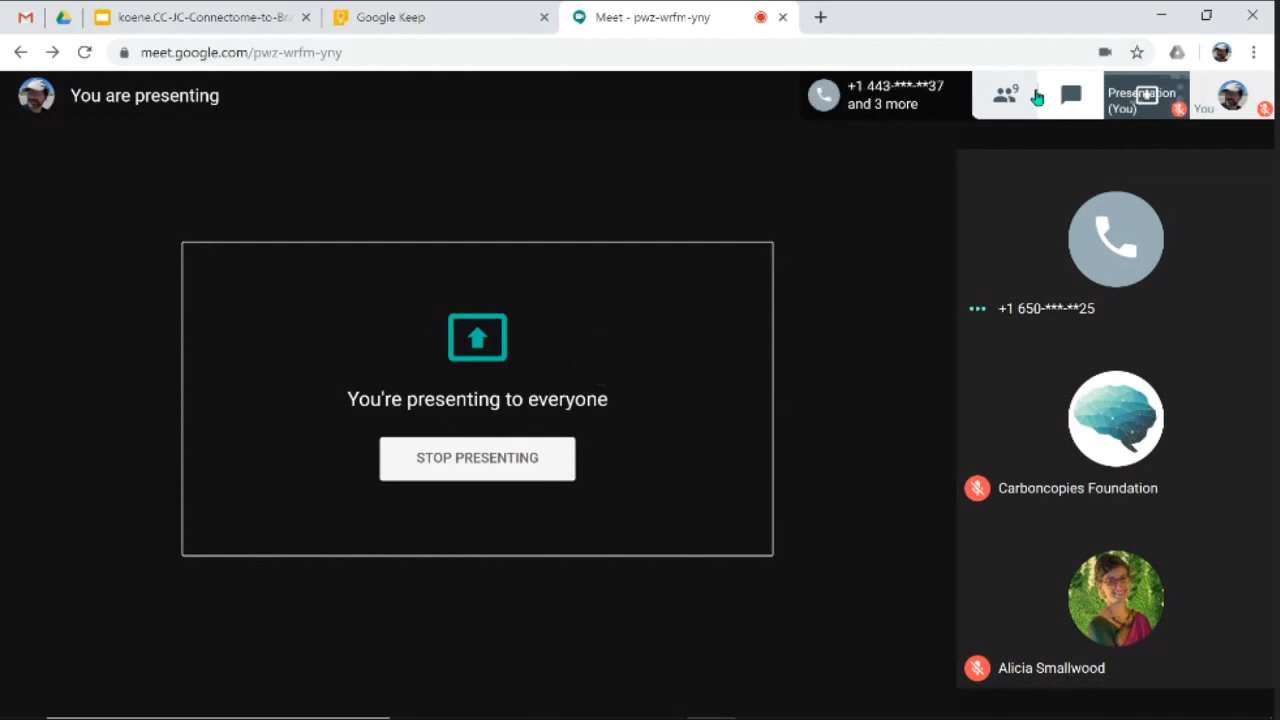 koene.CC-JC-Connectome-to-Bra
Google Keep
Meet - pwz-wrfm-yny
meet.google.com/pwz-wrfm-yny
You are presenting
+1 443-***-**37
and 3 more
9
Presentation
(You)
You
You're presenting to everyone
STOP PRESENTING
+1 650-***-**25
Carboncopies Foundation
Alicia Smallwood